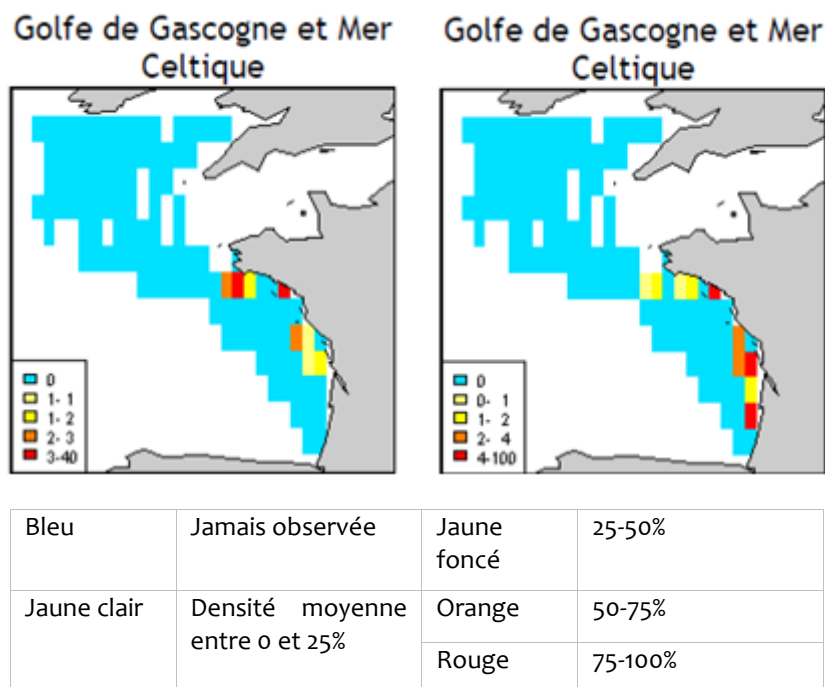 Golfe de Gascogne et Mer
Celtique
0
1- 1
1- 2
2- 3
3-40
Golfe de Gascogne et Mer
Celtique
0
0- 1
1- 2
2- 4
4-100
Bleu
Jamais observée
Jaune
foncé
25-50%
Jaune clair
Densité moyenne
entre 0 et 25%
Orange
50-75%
Rouge
75-100%